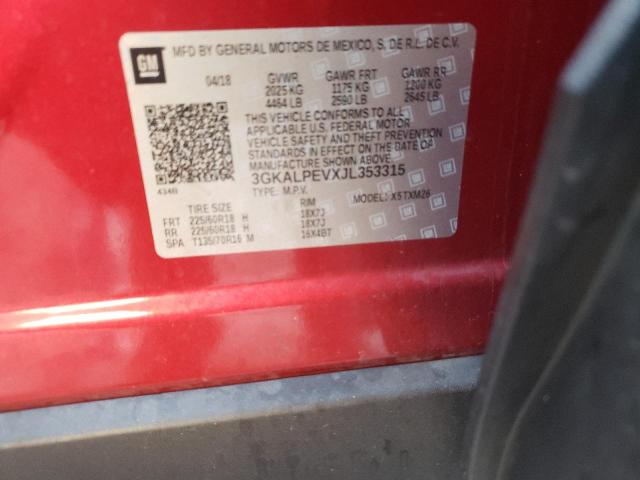 GM
MFD BY GENERAL MOTORS DE MEXICO, S. DE R.L. DE C.V.
04/18 GVWR GAWR FRT GAWR RR
2025 KG 1175 KG 1200 KG
4464 LB 2590 LB 2645 LB
THIS VEHICLE CONFORMS TO ALL
APPLICABLE U.S. FEDERAL MOTOR
VEHICLE SAFETY AND THEFT PREVENTION
STANDARDS IN EFFECT ON THE DATE OF
MANUFACTURE SHOWN ABOVE.
3GKALPEVXJL353315
434B TYPE: M.P.V. MODEL: X5TXM26
TIRE SIZE RIM
FRT 225/60R18 H 18X7J
RR 225/60R18 H 18X7J
SPA T135/70R16 M 16X4BT